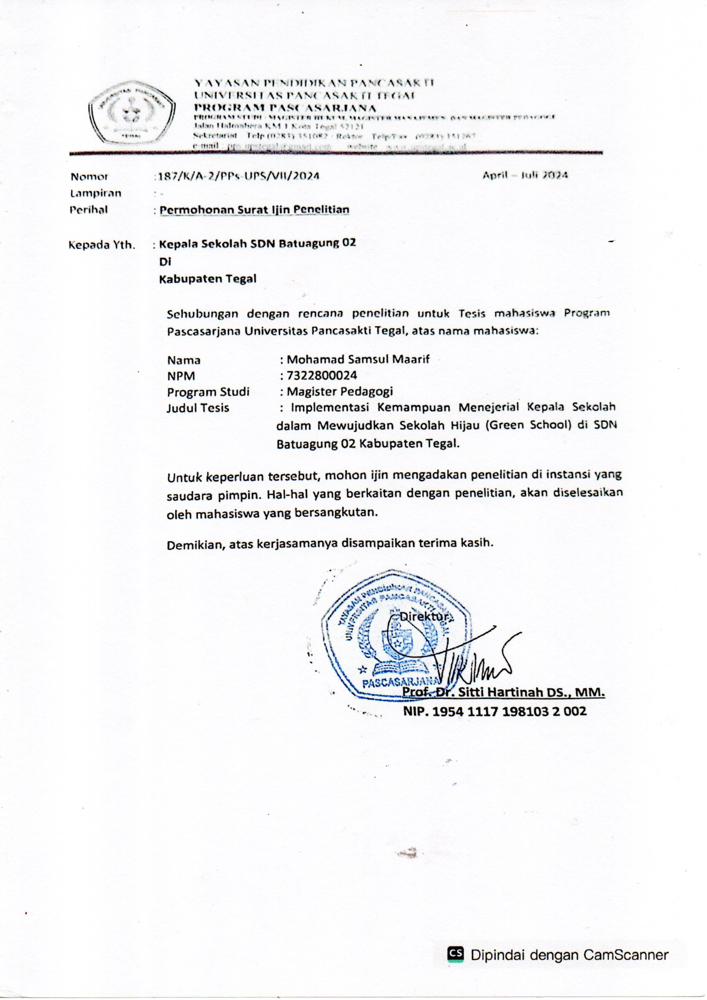 YAYASAN PENDIDIKAN PANCASAKTI
UNIVERSITAS PANCASAKTI TEGAL
PROGRAM PASCASARJANA
PROGRAM STUDI : MAGISTER HUKUM, MAGISTER MANAJEMEN DAN MAGISTER PEDAGOGI
Jalan Halmahera KM 1 Kota Tegal 52121
Sekretariat Telp (0283) 351082 Rektor Telp/Fax
e-mail pps.upstegal@gmail.com website www.upstegal.ac.id
Nomor :187/K/A-2/PPs-UPS/VII/2024 April – Juli 2024
Lampiran : -
Perihal : Permohonan Surat Ijin Penelitian
Kepada Yth. : Kepala Sekolah SDN Batuagung 02
Di
Kabupaten Tegal
Sehubungan dengan rencana penelitian untuk Tesis mahasiswa Program
Pascasarjana Universitas Pancasakti Tegal, atas nama mahasiswa:
Nama : Mohamad Samsul Maarif
NPM : 7322800024
Program Studi : Magister Pedagogi
Judul Tesis : Implementasi Kemampuan Menejerial Kepala Sekolah
dalam Mewujudkan Sekolah Hijau (Green School) di SDN
Batuagung 02 Kabupaten Tegal.
Untuk keperluan tersebut, mohon ijin mengadakan penelitian di instansi yang
saudara pimpin. Hal-hal yang berkaitan dengan penelitian, akan diselesaikan
oleh mahasiswa yang bersangkutan.
Demikian, atas kerjasamanya disampaikan terima kasih.
YAYASAN PENDIDIKAN PANCASAKTI
UNIVERSITAS PANCASAKTI TEGAL
Direktur,
PASCASARJANA
Prof. Dr. Sitti Hartinah DS., MM.
NIP. 1954 1117 198103 2 002
CS Dipindai dengan CamScanner